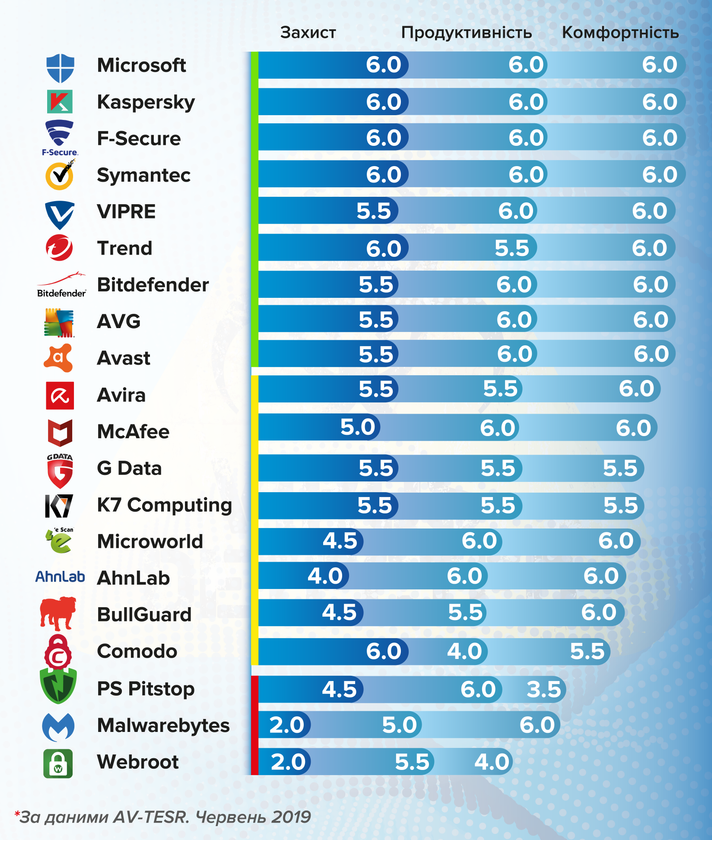 Захист Продуктивність Комфортність
Microsoft 6.0 6.0 6.0
Kaspersky 6.0 6.0 6.0
F-Secure. F-Secure 6.0 6.0 6.0
Symantec 6.0 6.0 6.0
VIPRE 5.5 6.0 6.0
Trend 6.0 5.5 6.0
Bitdefender Bitdefender 5.5 6.0 6.0
AVG 5.5 6.0 6.0
Avast 5.5 6.0 6.0
Avira 5.5 5.5 6.0
McAfee 5.0 6.0 6.0
G DATA G Data 5.5 5.5 5.5
K7 K7 Computing 5.5 5.5 5.5
e Scan Microworld 4.5 6.0 6.0
AhnLab AhnLab 4.0 6.0 6.0
BullGuard 4.5 5.5 6.0
Comodo 6.0 4.0 5.5
PS Pitstop 4.5 6.0 3.5
Malwarebytes 2.0 5.0 6.0
Webroot 2.0 5.5 4.0
*За даними AV-TESR. Червень 2019